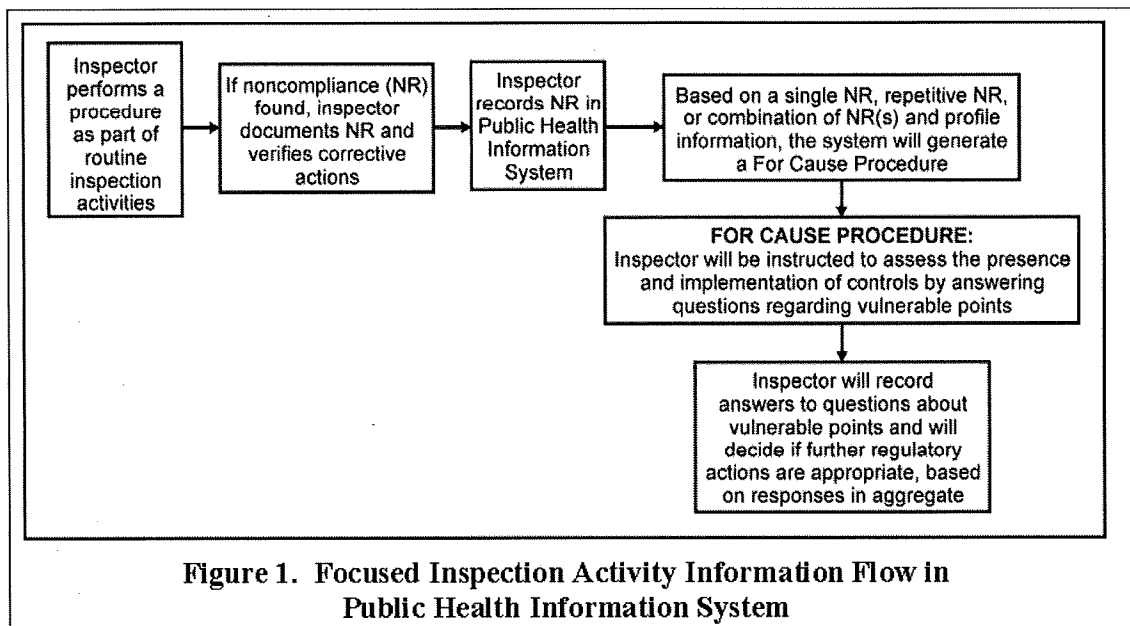 Inspector
performs a
procedure
as part of
routine
inspection
activities
If noncompliance (NR)
found, inspector
documents NR and
verifies corrective
actions
Inspector
records NR in
Public Health
Information
System
Based on a single NR, repetitive NR,
or combination of NR(s) and profile
information, the system will generate
a For Cause Procedure
FOR CAUSE PROCEDURE:
Inspector will be instructed to assess the presence
and implementation of controls by answering
questions regarding vulnerable points
Inspector will record
answers to questions about
vulnerable points and will
decide if further regulatory
actions are appropriate, based
on responses in aggregate
Figure 1. Focused Inspection Activity Information Flow in
Public Health Information System